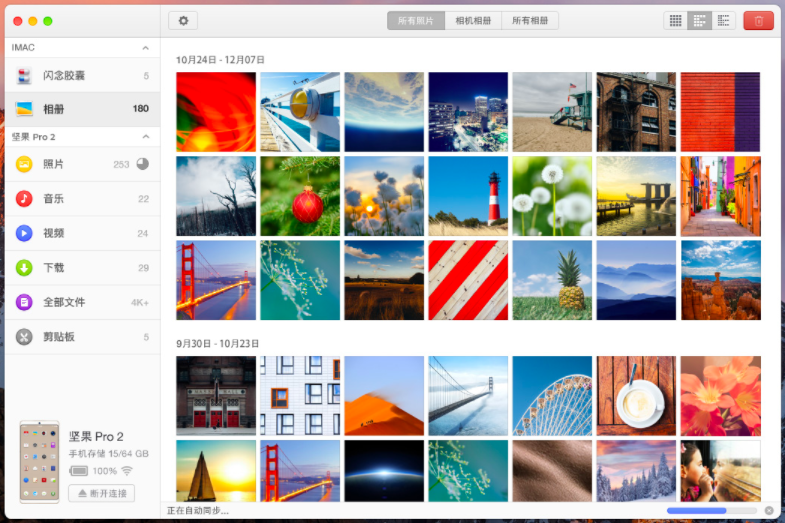 所有照片 相机相册 所有相册
IMAC
闪念胶囊 5
相册 180
坚果 Pro 2
照片 253
音乐 22
视频 24
下载 29
全部文件 4K+
剪贴板 5
坚果 Pro 2
手机存储 15/64 GB
100%
断开连接
10月24日 - 12月07日
9月30日 - 10月23日
正在自动同步...